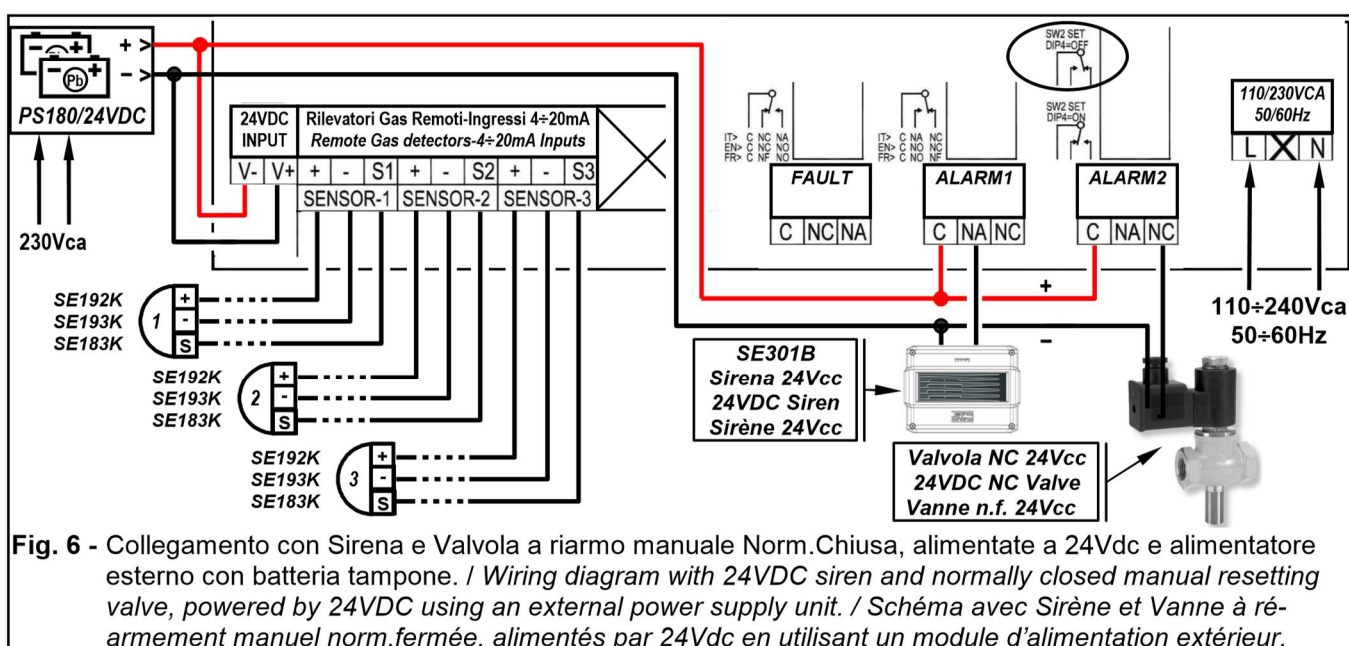 + >
- >
Pb
PS180/24VDC
230Vca
24VDC INPUT
Rilevatori Gas Remoti-Ingressi 4÷20mA
Remote Gas detectors-4÷20mA Inputs
V- V+ + - S1 + - S2 + - S3
SENSOR-1 SENSOR-2 SENSOR-3
SE192K
SE193K
SE183K
1
+
-
S
SE192K
SE193K
SE183K
2
+
-
S
SE192K
SE193K
SE183K
3
+
-
S
IT> C NC NA
EN> C NC NO
FR> C NF NO
FAULT
C NC NA
IT> C NA NC
EN> C NO NC
FR> C NO NF
ALARM1
C NA NC
SW2 SET
DIP4=OFF
SW2 SET
DIP4=ON
ALARM2
C NA NC
110/230VCA
50/60Hz
L N
110÷240Vca
50÷60Hz
+
–
SE301B
Sirena 24Vcc
24VDC Siren
Sirène 24Vcc
Valvola NC 24Vcc
24VDC NC Valve
Vanne n.f. 24Vcc
Fig. 6 - Collegamento con Sirena e Valvola a riarmo manuale Norm.Chiusa, alimentate a 24Vdc e alimentatore
esterno con batteria tampone. / Wiring diagram with 24VDC siren and normally closed manual resetting
valve, powered by 24VDC using an external power supply unit. / Schéma avec Sirène et Vanne à ré-
armement manuel norm.fermée, alimentés par 24Vdc en utilisant un module d'alimentation extérieur.